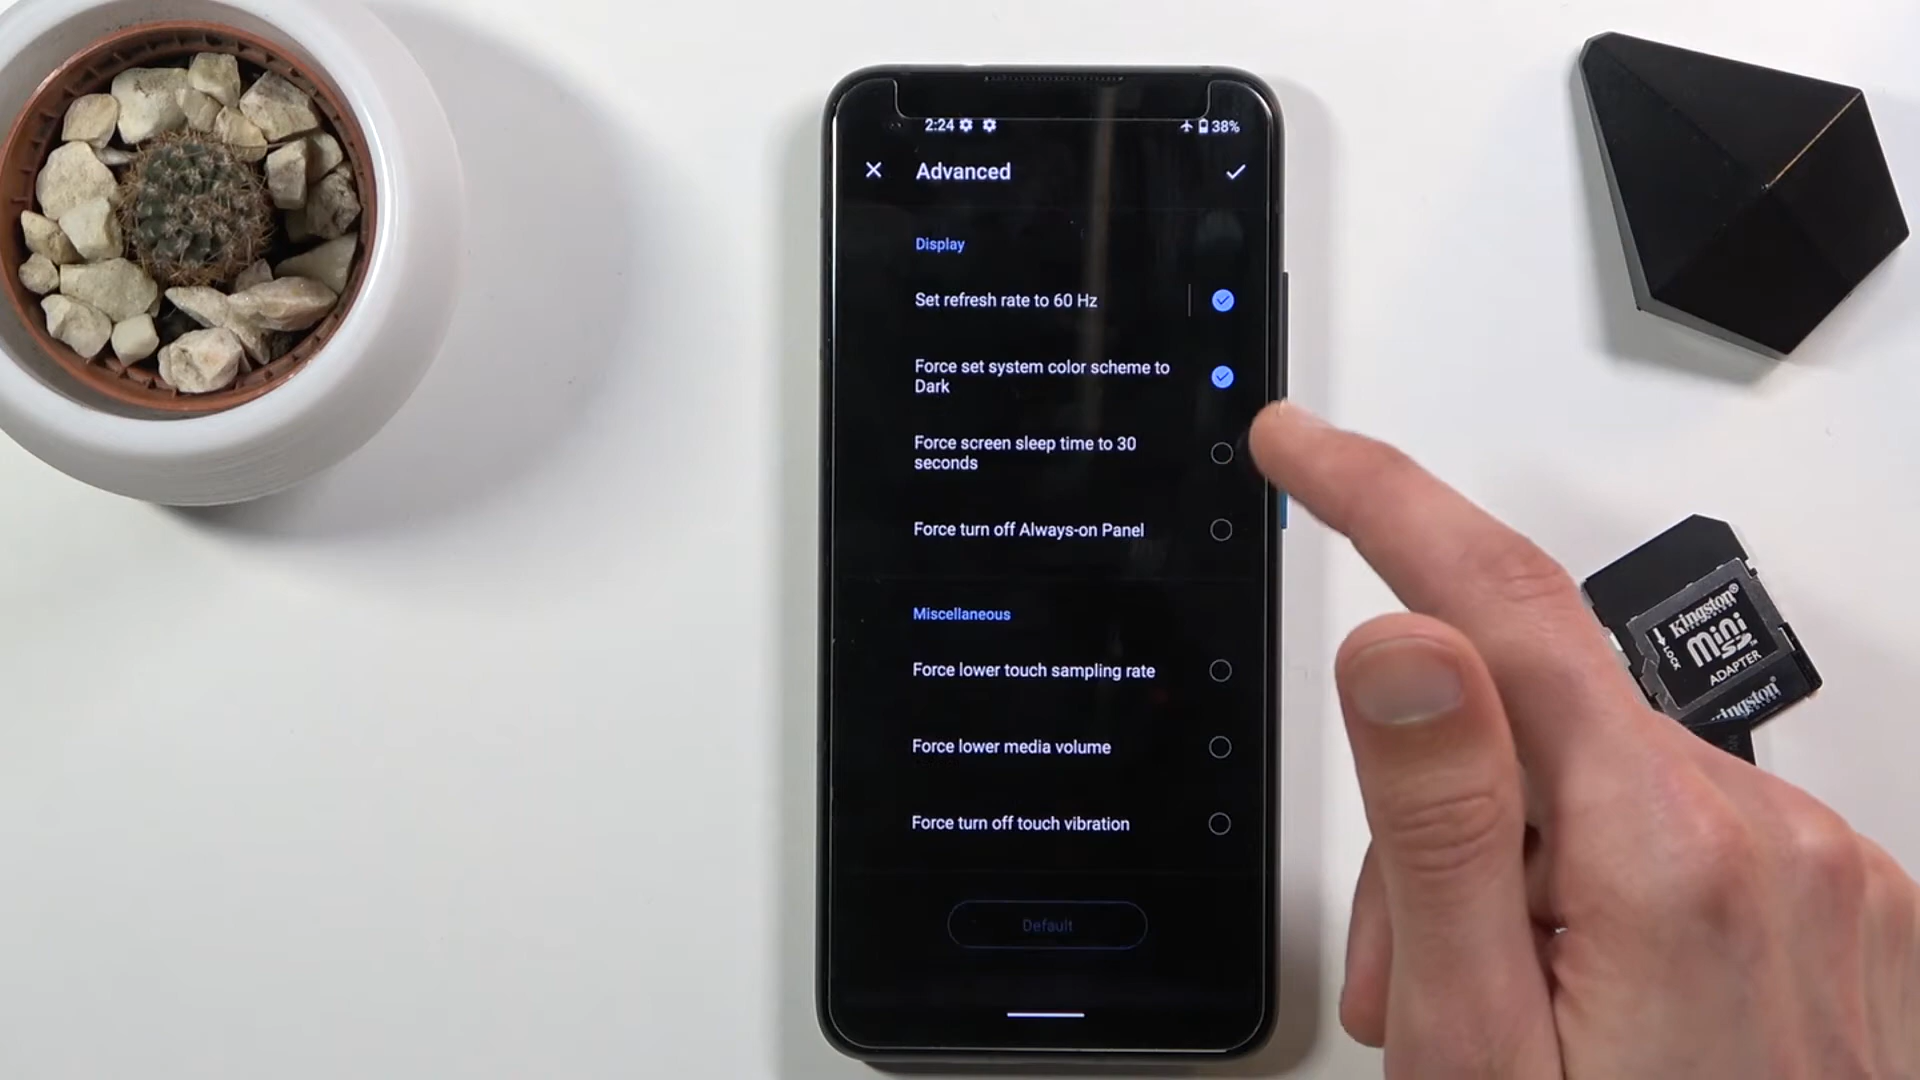 2:24
38%
Advanced
Display
Set refresh rate to 60 Hz
Force set system color scheme to
Dark
Force screen sleep time to 30
seconds
Force turn off Always-on Panel
Miscellaneous
Force lower touch sampling rate
Force lower media volume
Force turn off touch vibration
Default
Kingston
mini
SD
ADAPTER
LOCK